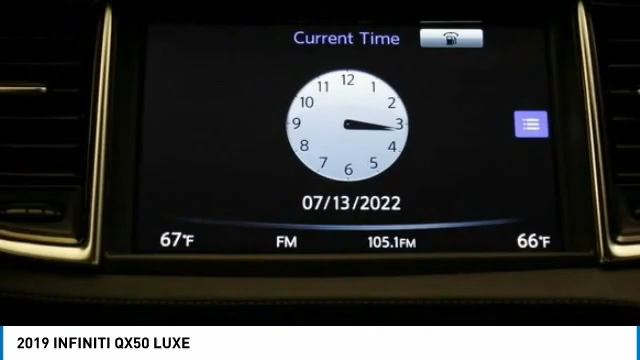 Current Time
12
11 1
10 2
9 3
8 4
7 5
6
07/13/2022
67°F FM 105.1FM 66°F
2019 INFINITI QX50 LUXE